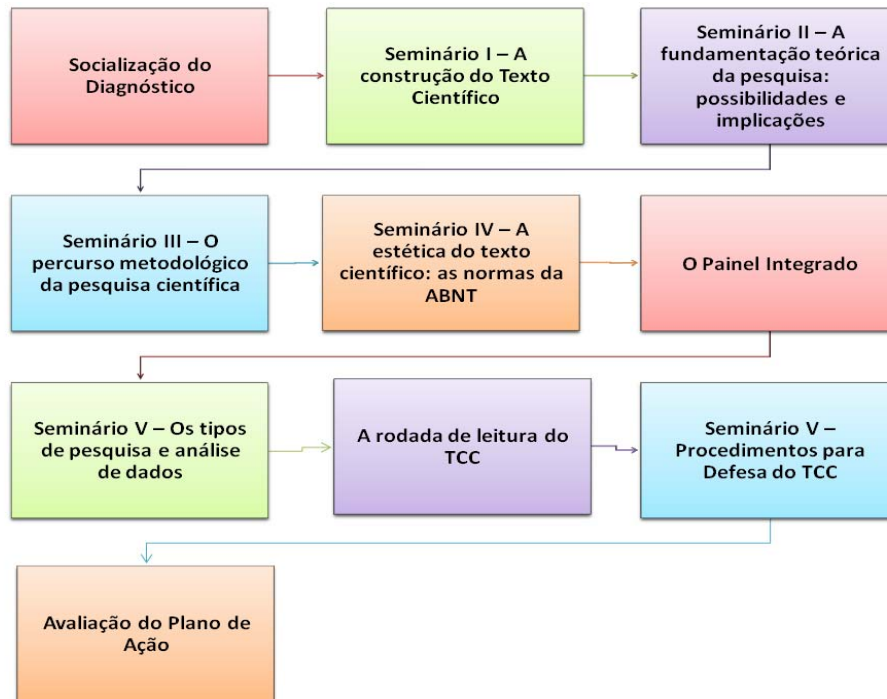 Socialização do
Diagnóstico
Seminário I – A
construção do Texto
Científico
Seminário II – A
fundamentação teórica
da pesquisa:
possibilidades e
implicações
Seminário III – O
percurso metodológico
da pesquisa científica
Seminário IV – A
estética do texto
científico: as normas da
ABNT
O Painel Integrado
Seminário V – Os tipos
de pesquisa e análise
de dados
A rodada de leitura do
TCC
Seminário V –
Procedimentos para
Defesa do TCC
Avaliação do Plano de
Ação